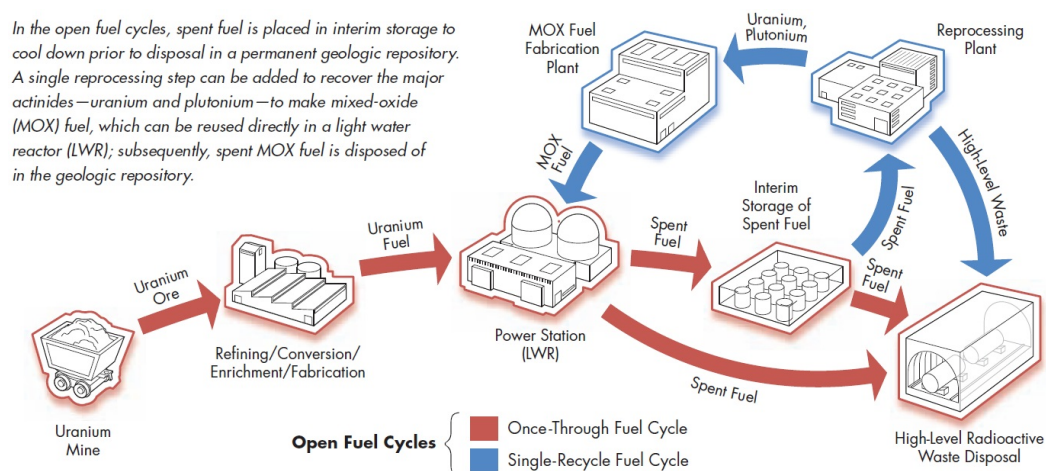 In the open fuel cycles, spent fuel is placed in interim storage to
cool down prior to disposal in a permanent geologic repository.
A single reprocessing step can be added to recover the major
actinides—uranium and plutonium—to make mixed-oxide
(MOX) fuel, which can be reused directly in a light water
reactor (LWR); subsequently, spent MOX fuel is disposed of
in the geologic repository.
MOX Fuel
Fabrication
Plant
Uranium,
Plutonium
Reprocessing
Plant
MOX
Fuel
High-Level Waste
Interim
Storage of
Spent Fuel
Spent Fuel
Uranium
Ore
Uranium
Fuel
Spent
Fuel
Spent
Fuel
Refining/Conversion/
Enrichment/Fabrication
Power Station
(LWR)
Spent Fuel
Uranium
Mine
High-Level Radioactive
Waste Disposal
Open Fuel Cycles
Once-Through Fuel Cycle
Single-Recycle Fuel Cycle